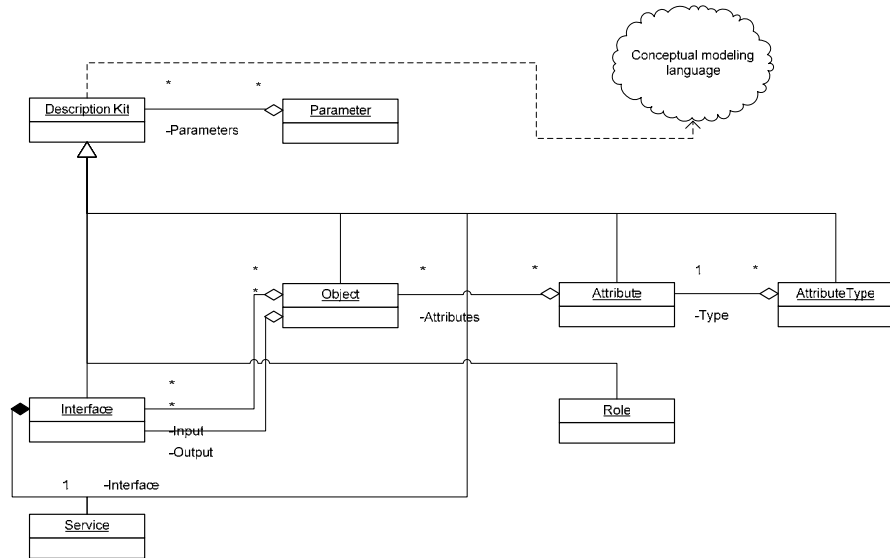 Conceptual modeling
language
* *
Description Kit
Parameter
-Parameters
* * * 1 *
*
Object
Attribute
AttributeType
-Attributes
-Type
*
*
Interface
Role
-Input
-Output
1 -Interface
Service